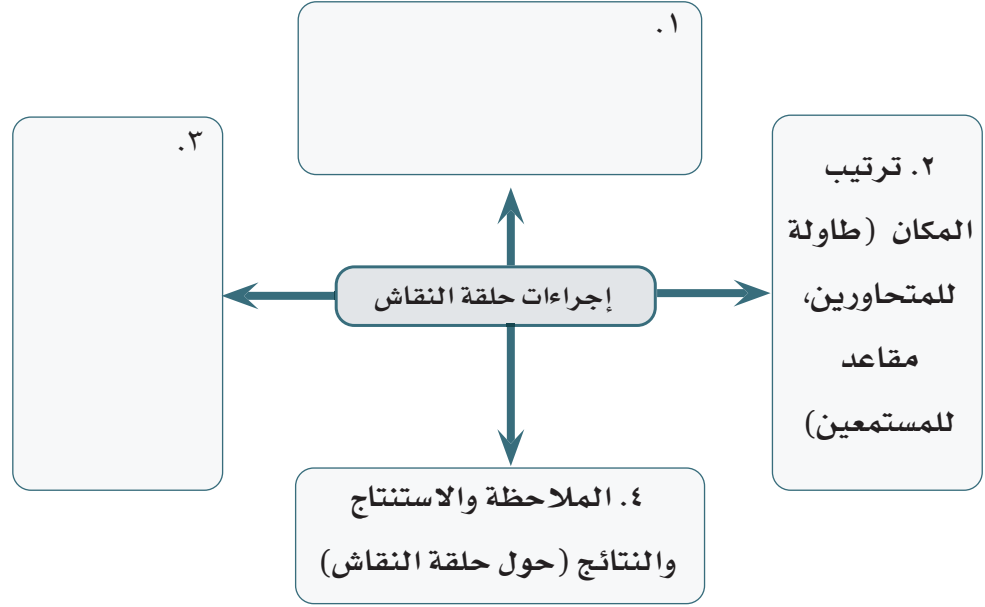 ١.
٢. ترتيب
المكان (طاولة
للمتحاورين،
مقاعد
للمستمعين)
٣.
إجراءات حلقة النقاش
٤. الملاحظة والاستنتاج
والنتائج (حول حلقة النقاش)